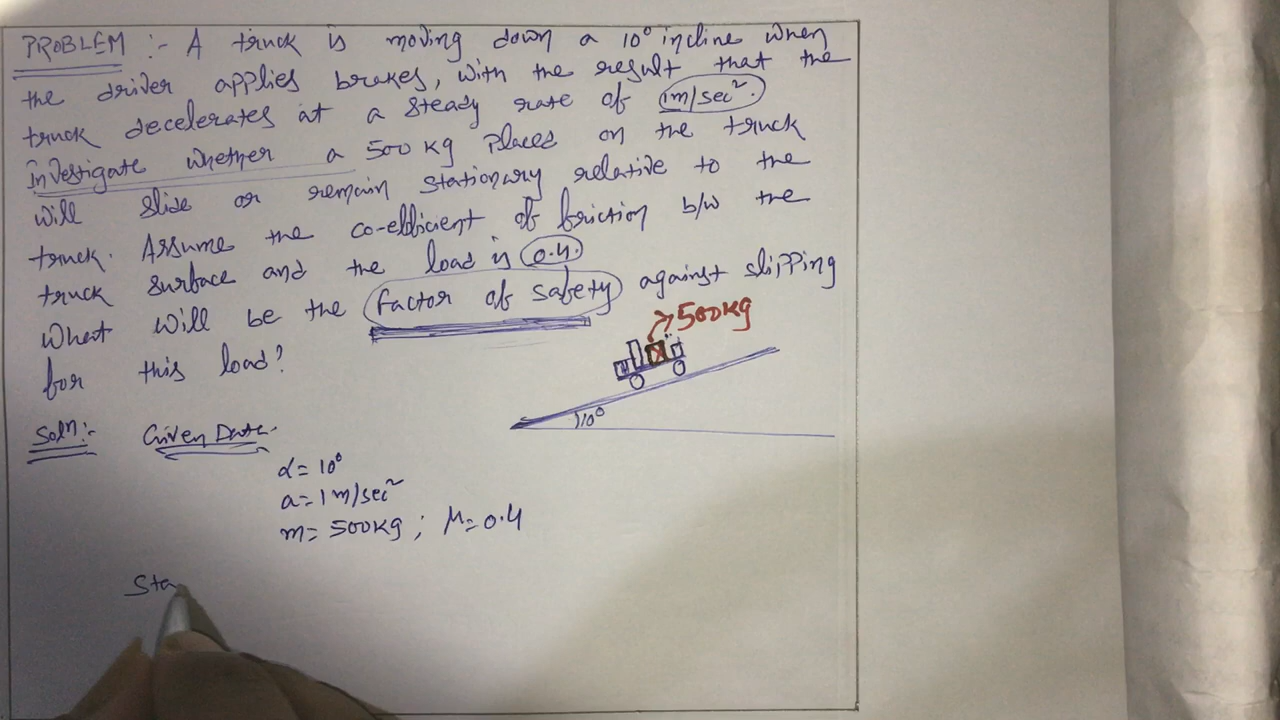 PROBLEM :- A truck is moving down a 10° incline when
the driver applies brakes, with the result that the
truck decelerates at a steady rate of 1m/sec².
Investigate whether a 500 kg Placed on the truck
will slide or remain stationary relative to the
truck. Assume the co-efficient of friction b/w the
truck surface and the load is 0.4.
What will be the factor of safety against slipping
for this load?
500kg
10°
Soln:- Given Data-
α= 10°
a=1m/sec²
m= 500kg ; μ=0.4
Sta